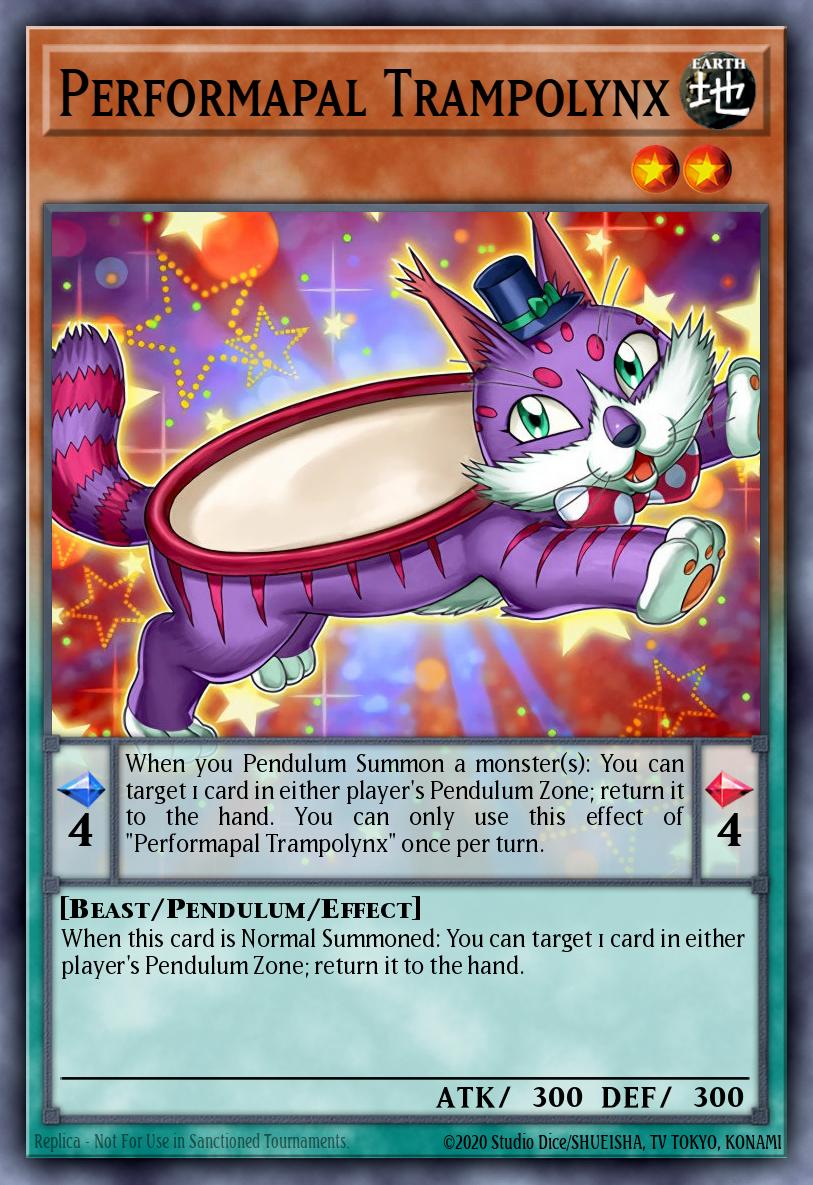 Performapal Trampolynx
EARTH
地
When you Pendulum Summon a monster(s): You can
target 1 card in either player's Pendulum Zone; return it
to the hand. You can only use this effect of
"Performapal Trampolynx" once per turn.
4
4
[Beast/Pendulum/Effect]
When this card is Normal Summoned: You can target 1 card in either
player's Pendulum Zone; return it to the hand.
ATK/ 300 DEF/ 300
Replica - Not For Use in Sanctioned Tournaments.
©2020 Studio Dice/SHUEISHA, TV TOKYO, KONAMI